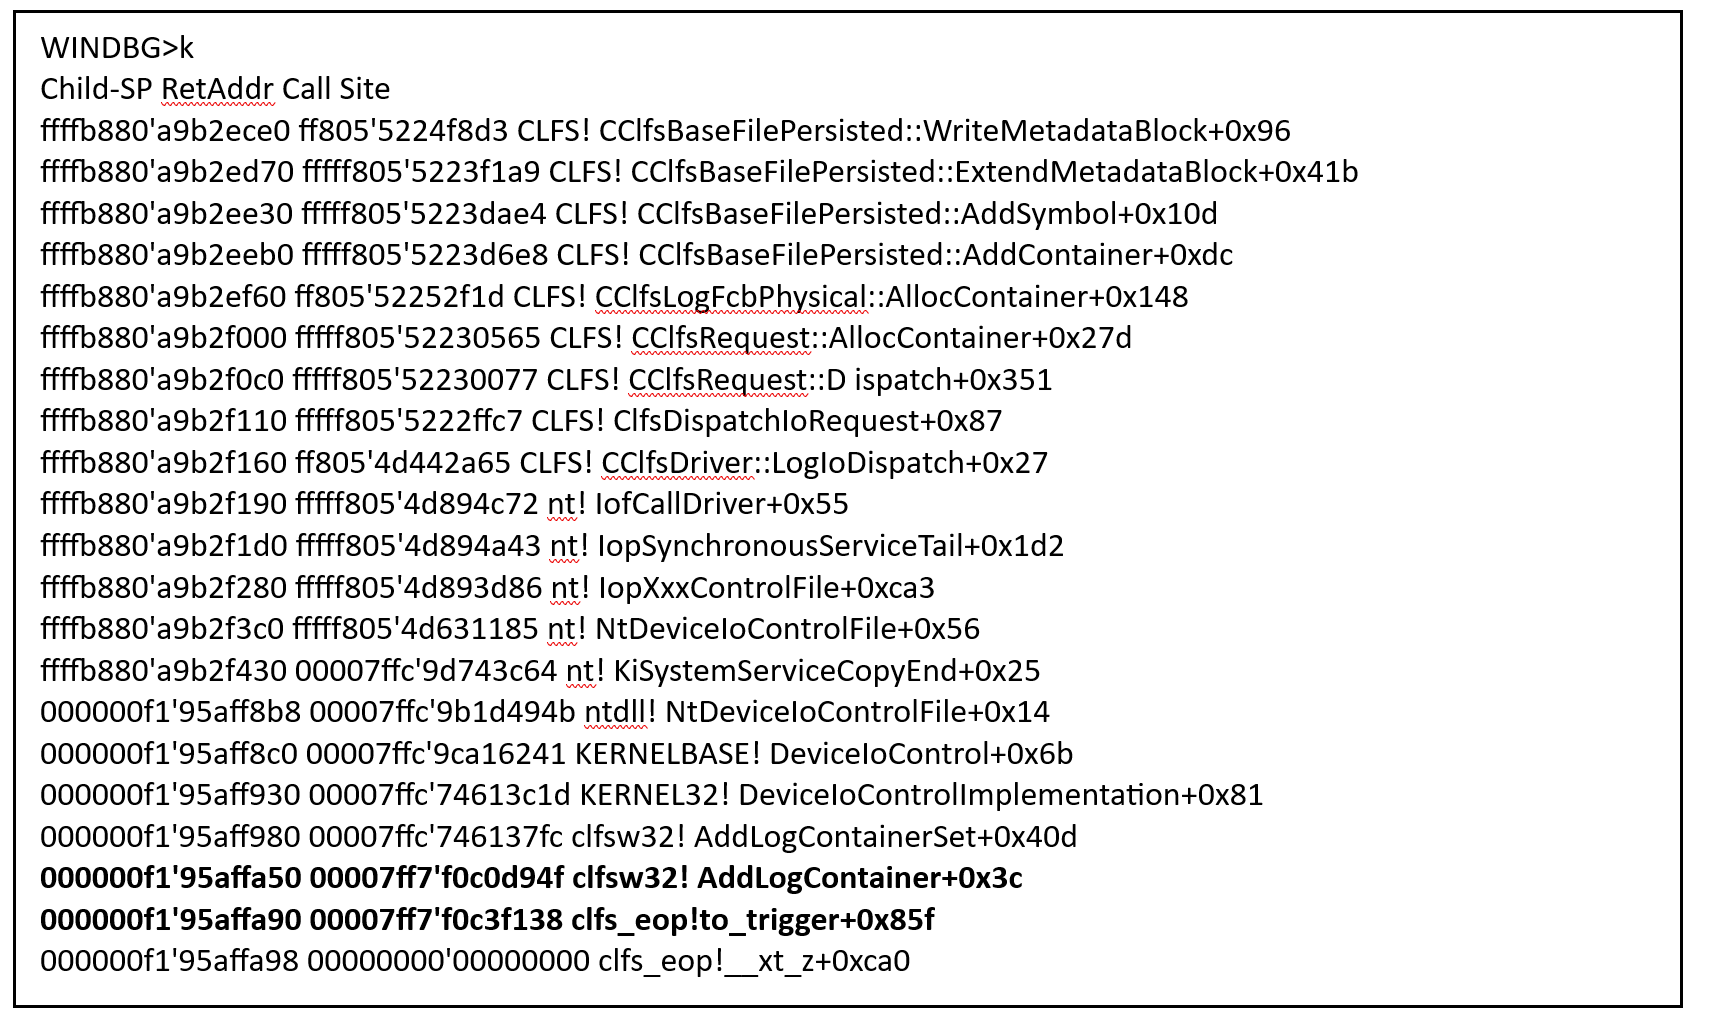 WINDBG>k
Child-SP RetAddr Call Site
ffffb880'a9b2ece0 ff805'5224f8d3 CLFS! CClfsBaseFilePersisted::WriteMetadataBlock+0x96
ffffb880'a9b2ed70 fffff805'5223f1a9 CLFS! CClfsBaseFilePersisted::ExtendMetadataBlock+0x41b
ffffb880'a9b2ee30 fffff805'5223dae4 CLFS! CClfsBaseFilePersisted::AddSymbol+0x10d
ffffb880'a9b2eeb0 fffff805'5223d6e8 CLFS! CClfsBaseFilePersisted::AddContainer+0xdc
ffffb880'a9b2ef60 ff805'52252f1d CLFS! CClfsLogFcbPhysical::AllocContainer+0x148
ffffb880'a9b2f000 fffff805'52230565 CLFS! CClfsRequest::AllocContainer+0x27d
ffffb880'a9b2f0c0 fffff805'52230077 CLFS! CClfsRequest::D ispatch+0x351
ffffb880'a9b2f110 fffff805'5222ffc7 CLFS! ClfsDispatchIoRequest+0x87
ffffb880'a9b2f160 ff805'4d442a65 CLFS! CClfsDriver::LogIoDispatch+0x27
ffffb880'a9b2f190 fffff805'4d894c72 nt! IofCallDriver+0x55
ffffb880'a9b2f1d0 fffff805'4d894a43 nt! IopSynchronousServiceTail+0x1d2
ffffb880'a9b2f280 fffff805'4d893d86 nt! IopXxxControlFile+0xca3
ffffb880'a9b2f3c0 fffff805'4d631185 nt! NtDeviceIoControlFile+0x56
ffffb880'a9b2f430 00007ffc'9d743c64 nt! KiSystemServiceCopyEnd+0x25
000000f1'95aff8b8 00007ffc'9b1d494b ntdll! NtDeviceIoControlFile+0x14
000000f1'95aff8c0 00007ffc'9ca16241 KERNELBASE! DeviceIoControl+0x6b
000000f1'95aff930 00007ffc'74613c1d KERNEL32! DeviceIoControlImplementation+0x81
000000f1'95aff980 00007ffc'746137fc clfsw32! AddLogContainerSet+0x40d
000000f1'95affa50 00007ff7'f0c0d94f clfsw32! AddLogContainer+0x3c
000000f1'95affa90 00007ff7'f0c3f138 clfs_eop!to_trigger+0x85f
000000f1'95affa98 00000000'00000000 clfs_eop!__xt_z+0xca0